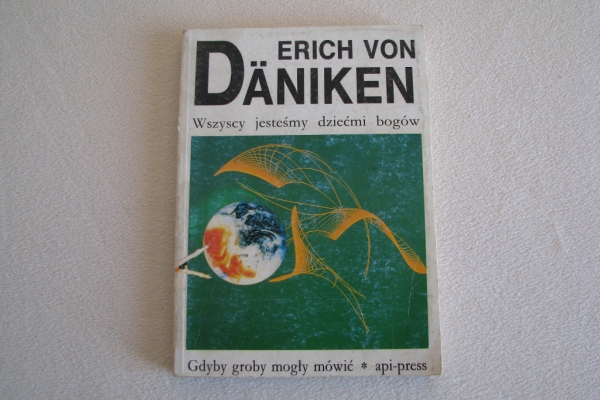 ERICH VON
DÄNIKEN
Wszyscy jesteśmy dziećmi bogów
Gdyby groby mogły mówić * api-press